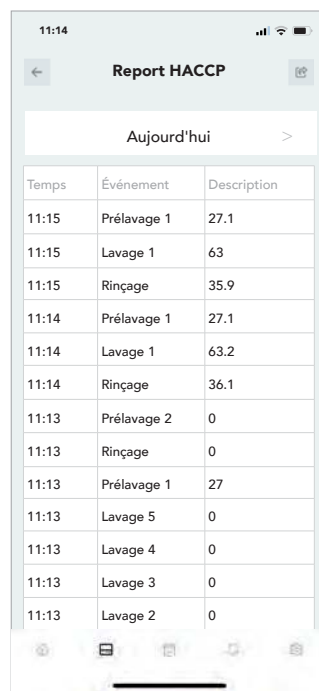 11:14
Report HACCP
Aujourd'hui >
Temps Événement Description
11:15 Prélavage 1 27.1
11:15 Lavage 1 63
11:15 Rinçage 35.9
11:14 Prélavage 1 27.1
11:14 Lavage 1 63.2
11:14 Rinçage 36.1
11:13 Prélavage 2 0
11:13 Rinçage 0
11:13 Prélavage 1 27
11:13 Lavage 5 0
11:13 Lavage 4 0
11:13 Lavage 3 0
11:13 Lavage 2 0